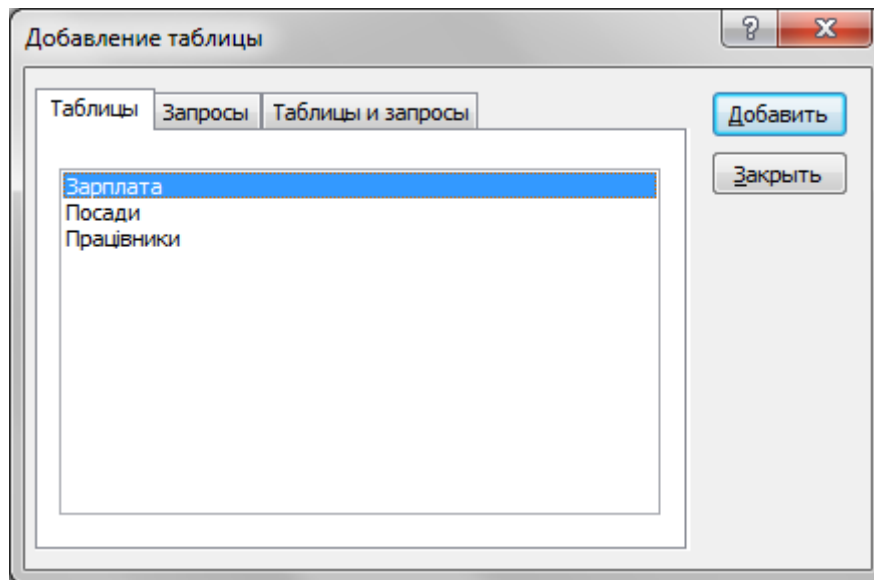 Добавление таблицы
Таблицы Запросы Таблицы и запросы
Добавить
Закрыть
Зарплата
Посади
Працівники